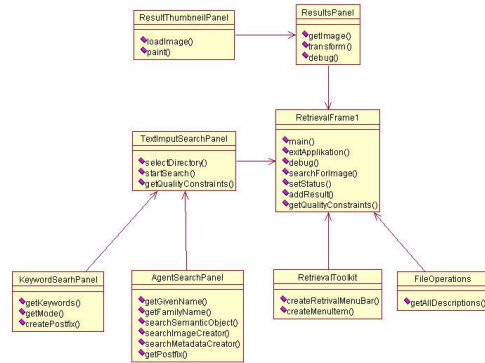 ResultThumbneilPanel
loadImage()
paint()
ResultsPanel
getImage()
transform()
debug()
RetrievalFrame1
main()
exitApplikation()
debug()
searchForImage()
setStatus()
addResult()
getQualityConstraints()
TextImputSearchPanel
selectDirectory()
startSearch()
getQualityConstraints()
KeywordSearhPanel
getKeywords()
getMode()
createPostfix()
AgentSearchPanel
getGivenName()
getFamilyName()
searchSemanticObject()
searchImageCreator()
searchMetadataCreator()
getPostfix()
RetrievalToolkit
createRetrivalMenuBar()
createMenuItem()
FileOperations
getAllDescriptions()